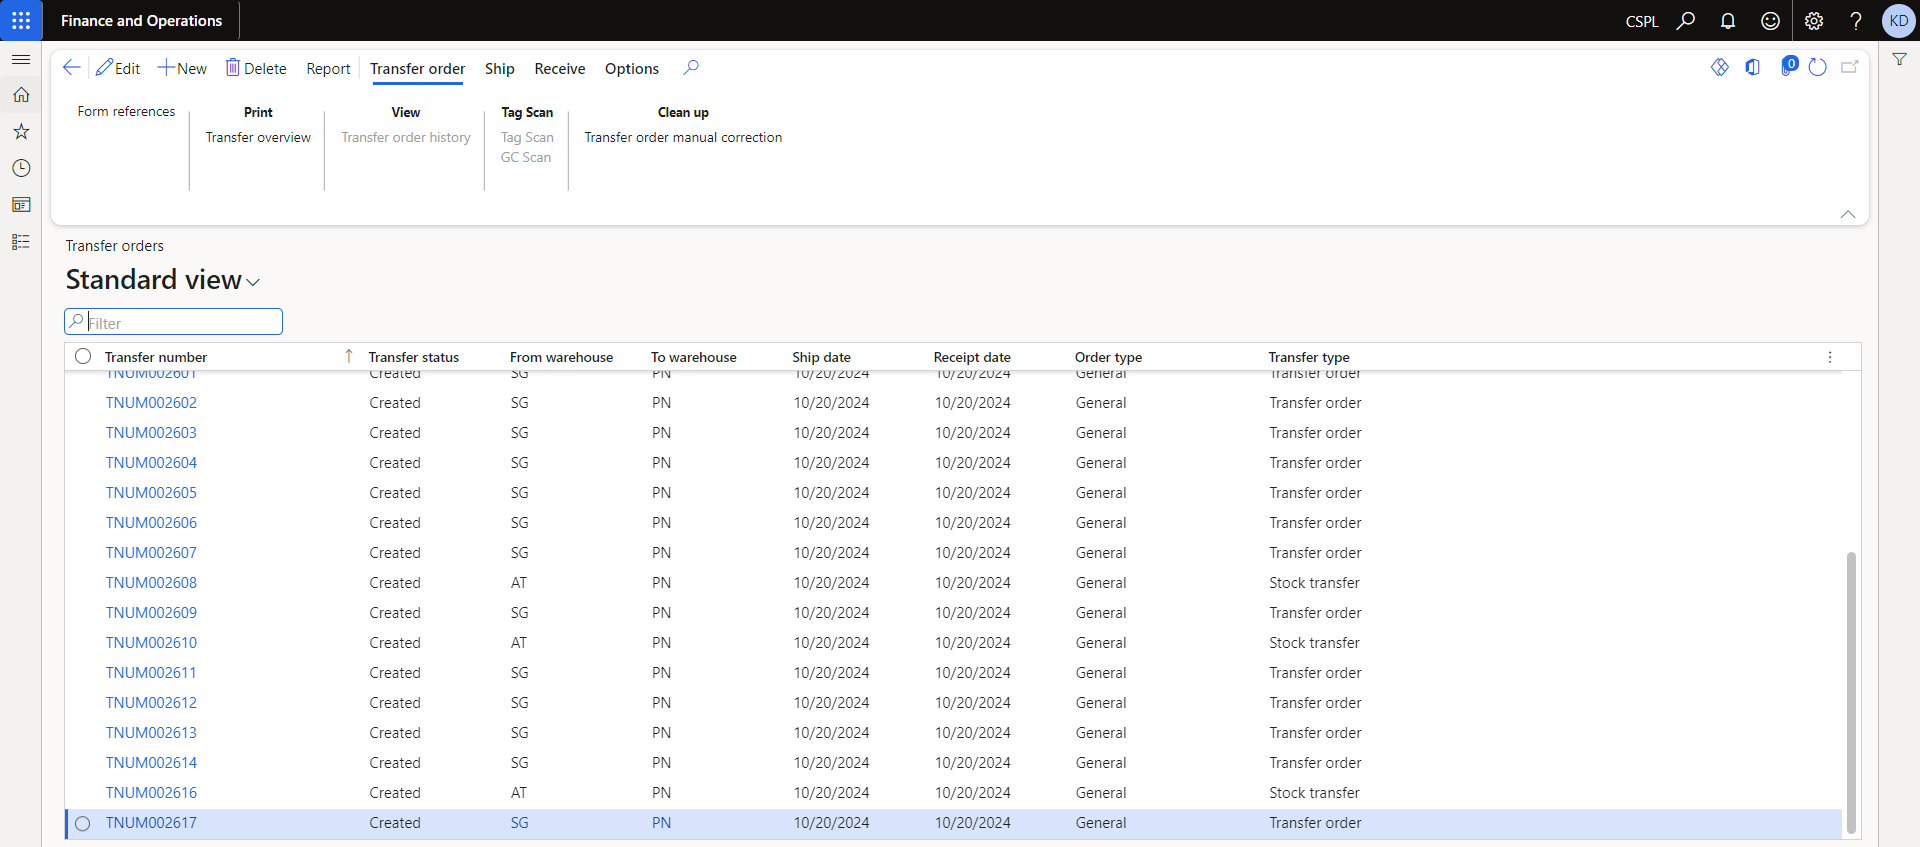 Finance and Operations
CSPL
KD
Edit New Delete Report Transfer order Ship Receive Options
0
Form references
Print
Transfer overview
View
Transfer order history
Tag Scan
Tag Scan
GC Scan
Clean up
Transfer order manual correction
Transfer orders
Standard view
Filter
Transfer number Transfer status From warehouse To warehouse Ship date Receipt date Order type Transfer type
TNUM002601 Created SG PN 10/20/2024 10/20/2024 General Transfer order
TNUM002602 Created SG PN 10/20/2024 10/20/2024 General Transfer order
TNUM002603 Created SG PN 10/20/2024 10/20/2024 General Transfer order
TNUM002604 Created SG PN 10/20/2024 10/20/2024 General Transfer order
TNUM002605 Created SG PN 10/20/2024 10/20/2024 General Transfer order
TNUM002606 Created SG PN 10/20/2024 10/20/2024 General Transfer order
TNUM002607 Created SG PN 10/20/2024 10/20/2024 General Transfer order
TNUM002608 Created AT PN 10/20/2024 10/20/2024 General Stock transfer
TNUM002609 Created SG PN 10/20/2024 10/20/2024 General Transfer order
TNUM002610 Created AT PN 10/20/2024 10/20/2024 General Stock transfer
TNUM002611 Created SG PN 10/20/2024 10/20/2024 General Transfer order
TNUM002612 Created SG PN 10/20/2024 10/20/2024 General Transfer order
TNUM002613 Created SG PN 10/20/2024 10/20/2024 General Transfer order
TNUM002614 Created SG PN 10/20/2024 10/20/2024 General Transfer order
TNUM002616 Created AT PN 10/20/2024 10/20/2024 General Stock transfer
TNUM002617 Created SG PN 10/20/2024 10/20/2024 General Transfer order